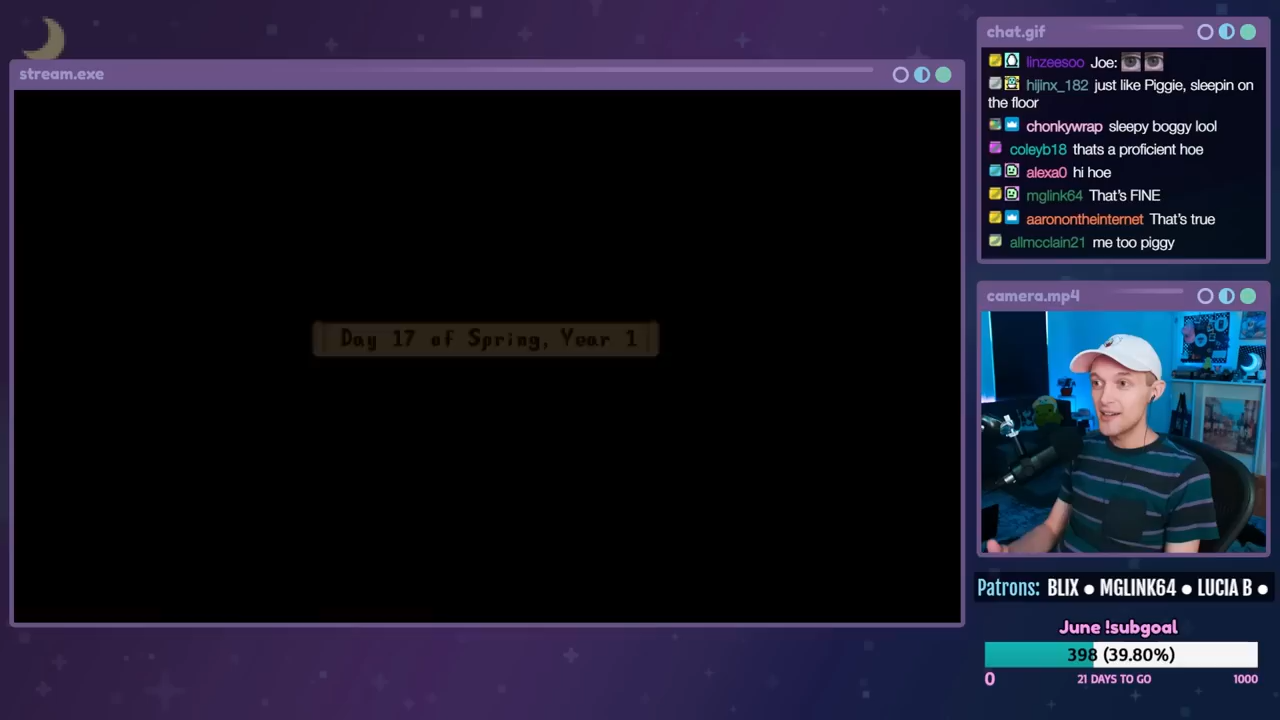 stream.exe
Day 17 of Spring, Year 1
chat.gif
linzeesoo Joe:
hijinx_182 just like Piggie, sleepin on
the floor
chonkywrap sleepy boggy lool
coleyb18 thats a proficient hoe
alexa0 hi hoe
mglink64 That's FINE
aaronontheinternet That's true
allmcclain21 me too piggy
camera.mp4
Patrons: BLIX ● MGLINK64 ● LUCIA B ●
June !subgoal
398 (39.80%)
0 21 DAYS TO GO 1000